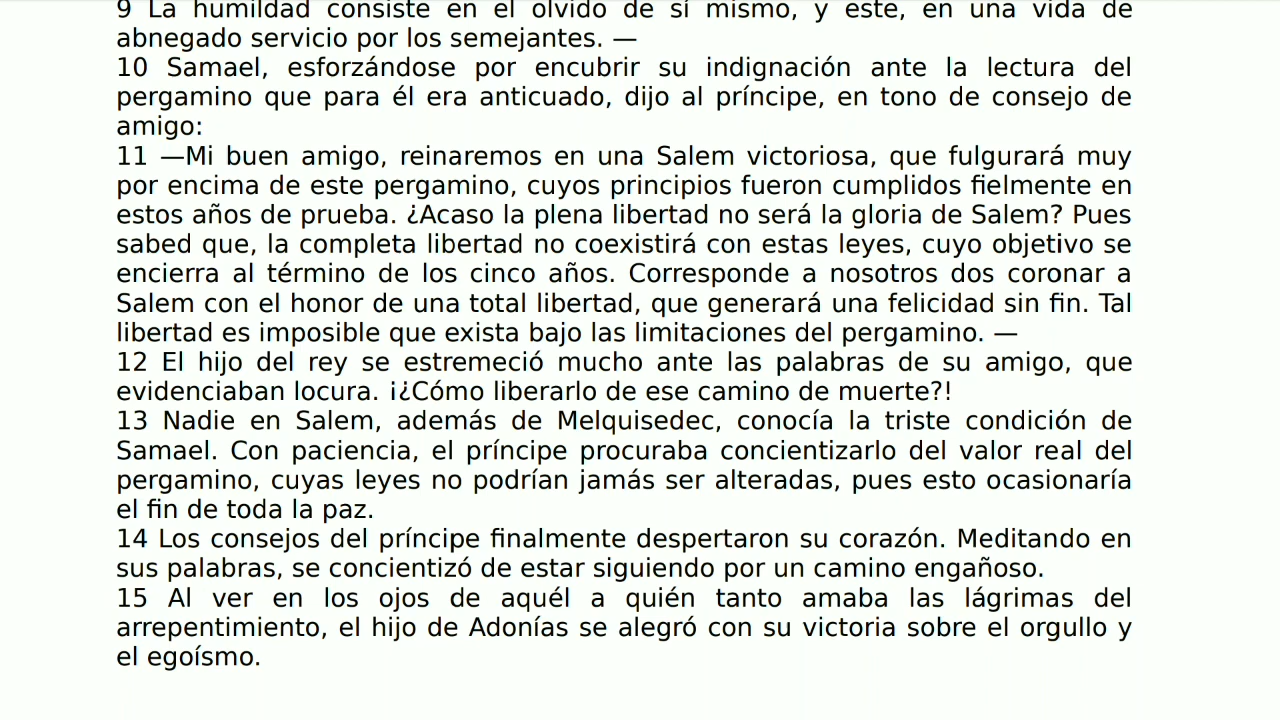 9 La humildad consiste en el olvido de sí mismo, y este, en una vida de
abnegado servicio por los semejantes. —
10 Samael, esforzándose por encubrir su indignación ante la lectura del
pergamino que para él era anticuado, dijo al príncipe, en tono de consejo de
amigo:
11 —Mi buen amigo, reinaremos en una Salem victoriosa, que fulgurará muy
por encima de este pergamino, cuyos principios fueron cumplidos fielmente en
estos años de prueba. ¿Acaso la plena libertad no será la gloria de Salem? Pues
sabed que, la completa libertad no coexistirá con estas leyes, cuyo objetivo se
encierra al término de los cinco años. Corresponde a nosotros dos coronar a
Salem con el honor de una total libertad, que generará una felicidad sin fin. Tal
libertad es imposible que exista bajo las limitaciones del pergamino. —
12 El hijo del rey se estremeció mucho ante las palabras de su amigo, que
evidenciaban locura. ¡¿Cómo liberarlo de ese camino de muerte?!
13 Nadie en Salem, además de Melquisedec, conocía la triste condición de
Samael. Con paciencia, el príncipe procuraba concientizarlo del valor real del
pergamino, cuyas leyes no podrían jamás ser alteradas, pues esto ocasionaría
el fin de toda la paz.
14 Los consejos del príncipe finalmente despertaron su corazón. Meditando en
sus palabras, se concientizó de estar siguiendo por un camino engañoso.
15 Al ver en los ojos de aquél a quién tanto amaba las lágrimas del
arrepentimiento, el hijo de Adonías se alegró con su victoria sobre el orgullo y
el egoísmo.